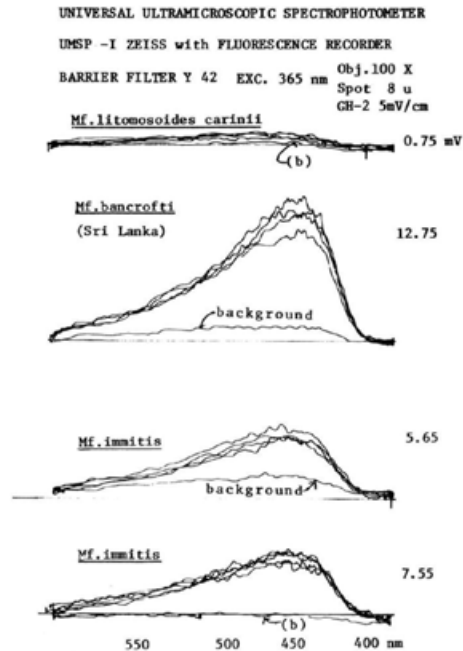 UNIVERSAL ULTRAMICROSCOPIC SPECTROPHOTOMETER
UMSP -I ZEISS with FLUORESCENCE RECORDER
BARRIER FILTER Y 42 EXC. 365 nm Obj.100 X
Spot 8 u
GH-2 5mV/cm
Mf.litomosoides carinii
0.75 mV
(b)
Mf.bancrofti
(Sri Lanka)
12.75
background
Mf.immitis
5.65
background
Mf.immitis
7.55
(b)
550 500 450 400 nm